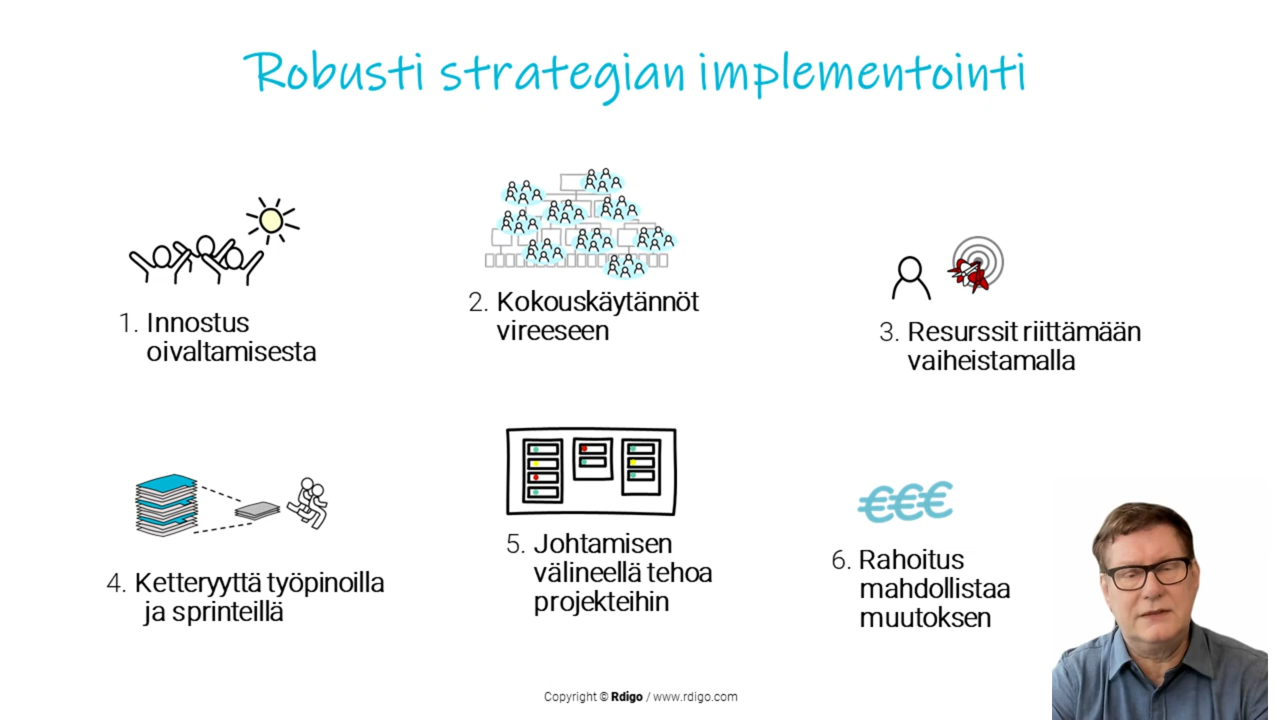 Robusti strategian implementointi
1. Innostus
oivaltamisesta
2. Kokouskäytännöt
vireeseen
3. Resurssit riittämään
vaiheistamalla
4. Ketteryyttä työpinoilla
ja sprinteillä
5. Johtamisen
välineellä tehoa
projekteihin
€€€
6. Rahoitus
mahdollistaa
muutoksen
Copyright © Rdigo / www.rdigo.com